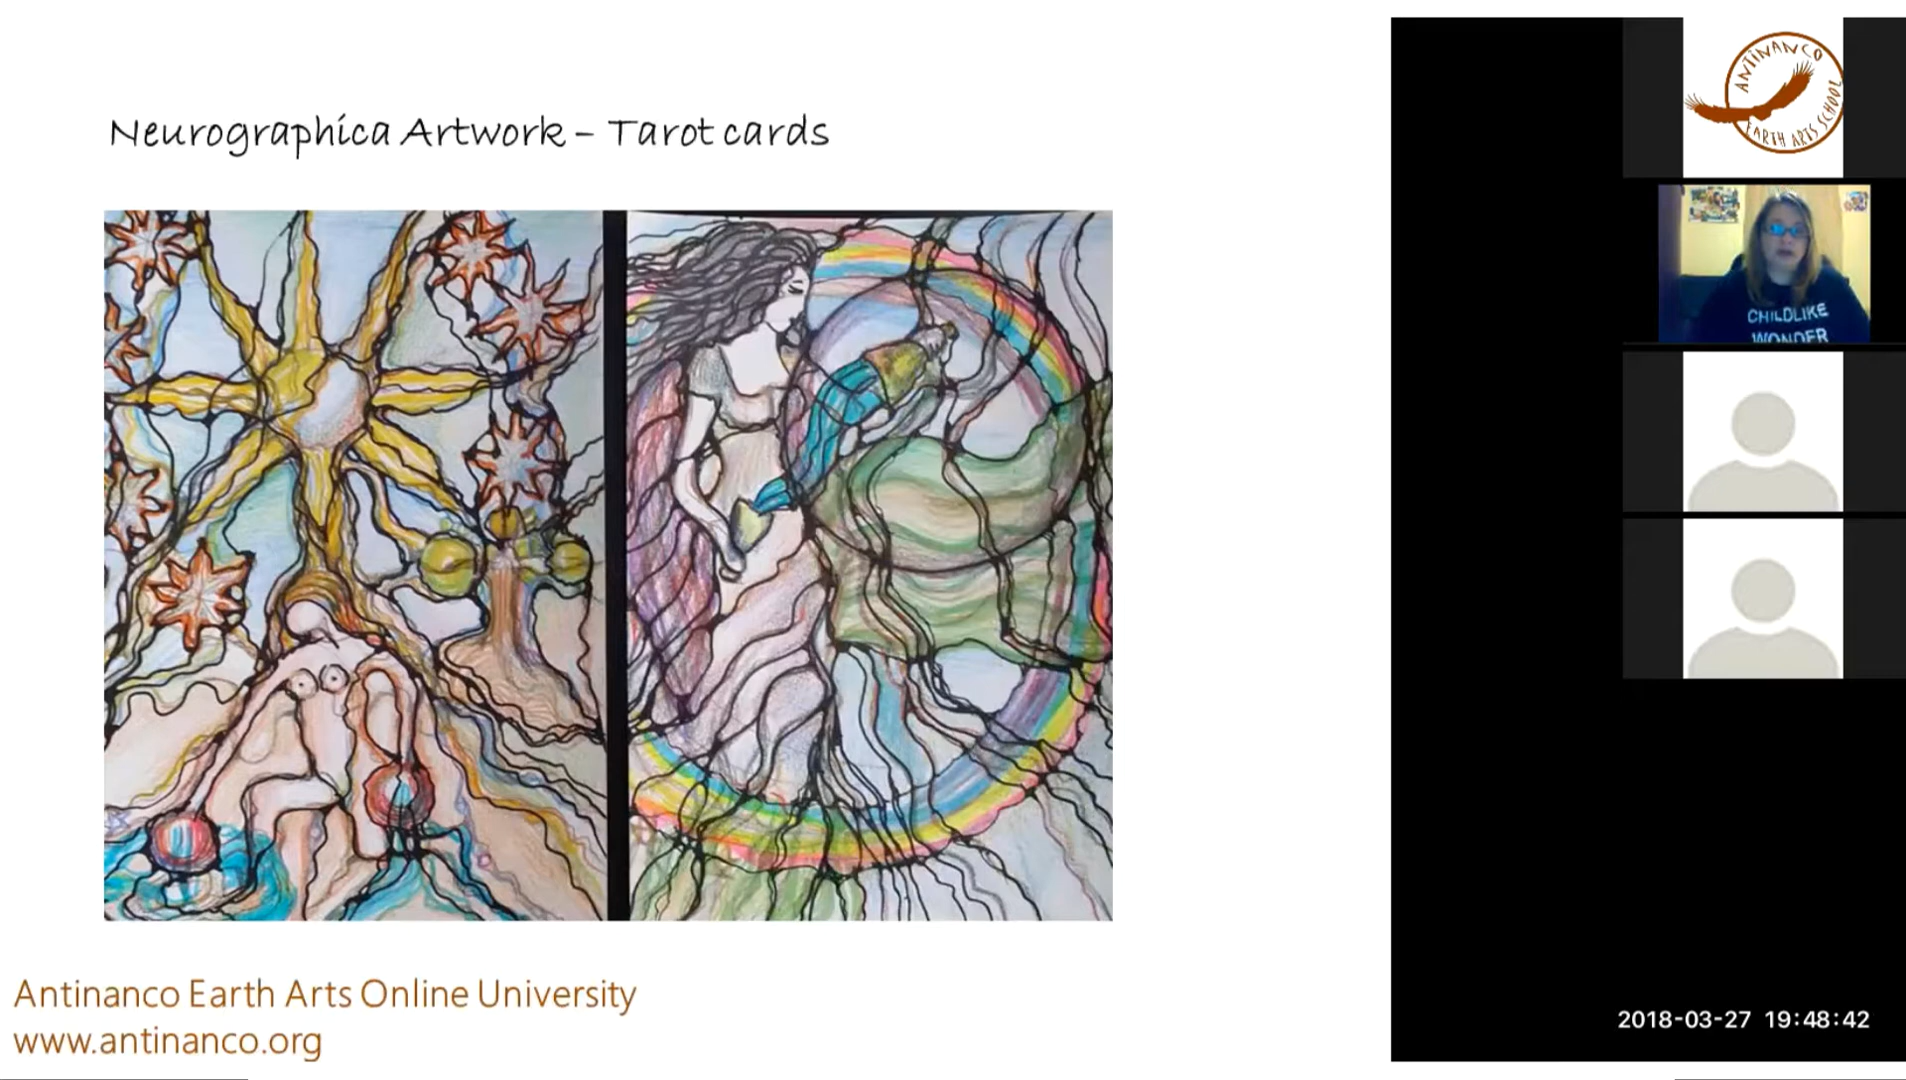 Neurographica Artwork – Tarot cards
ANTINANCO
EARTH ARTS SCHOOL
CHILDLIKE
WONDER
Antinanco Earth Arts Online University
www.antinanco.org
2018-03-27 19:48:42